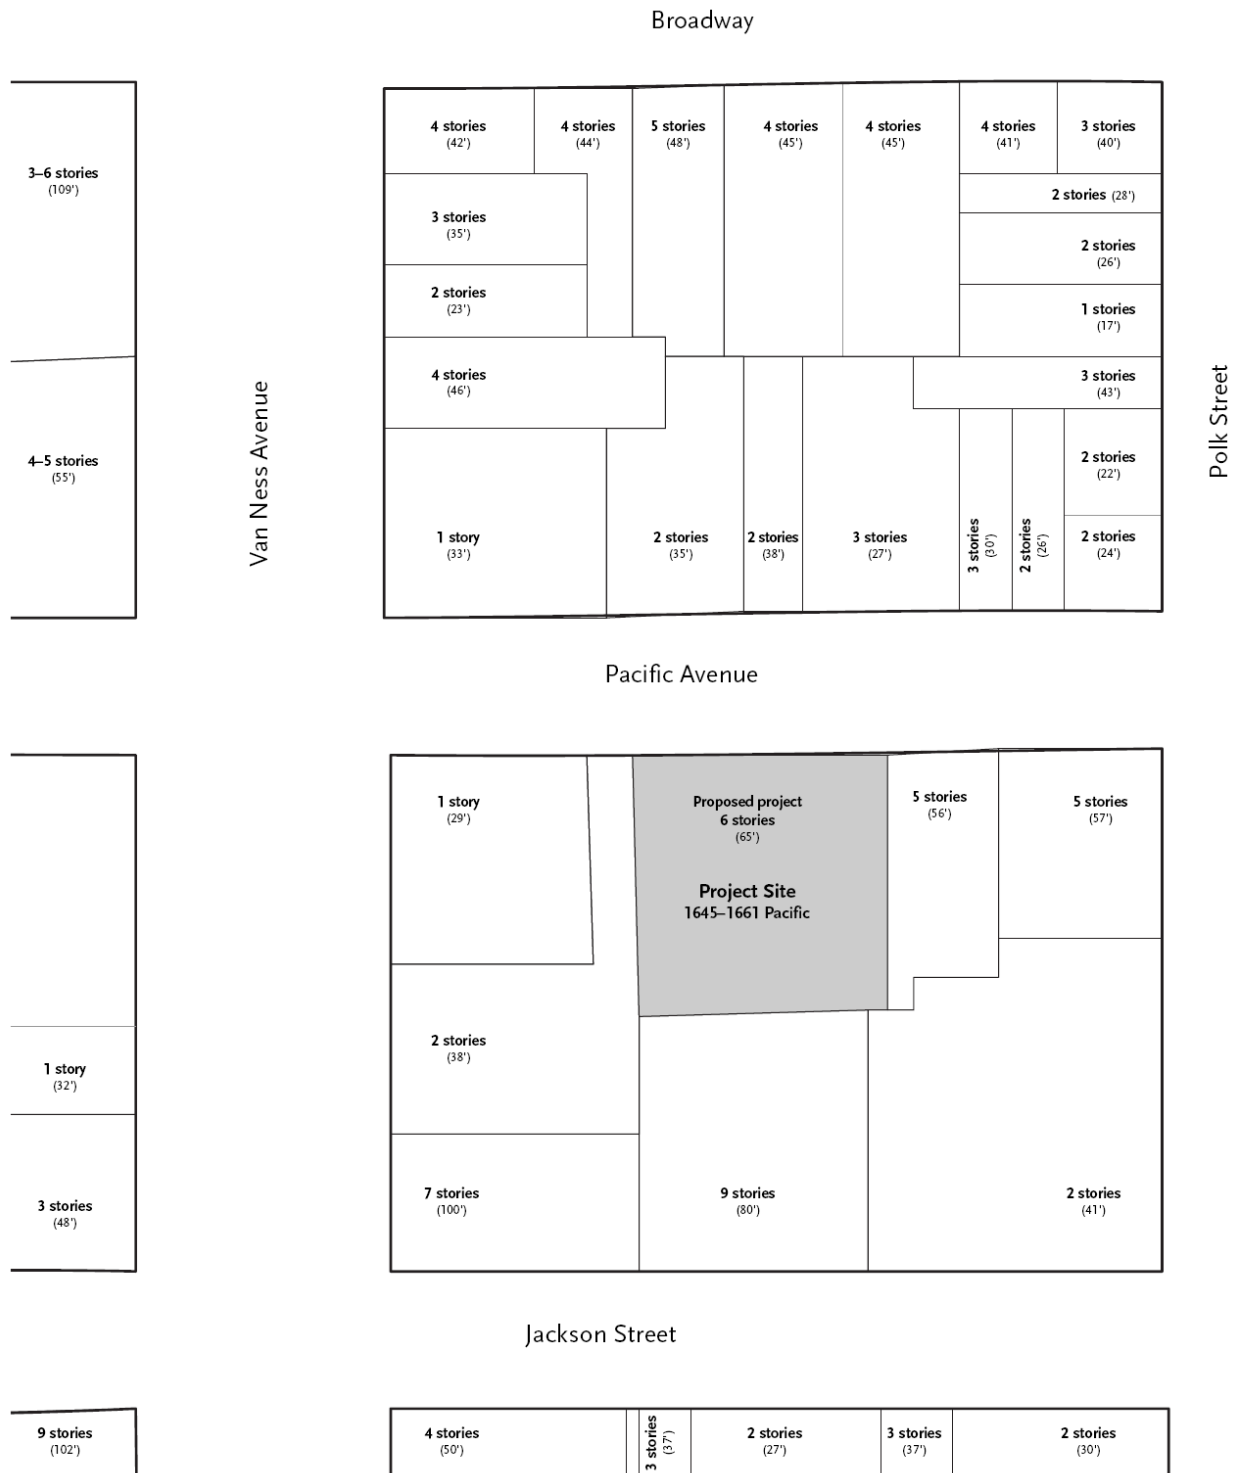 Broadway
3–6 stories
(109')
4–5 stories
(55')
Van Ness Avenue
4 stories
(42')
4 stories
(44')
5 stories
(48')
4 stories
(45')
4 stories
(45')
4 stories
(41')
3 stories
(40')
2 stories (28')
3 stories
(35')
2 stories
(26')
2 stories
(23')
1 stories
(17')
4 stories
(46')
3 stories
(43')
2 stories
(22')
1 story
(33')
2 stories
(35')
2 stories
(38')
3 stories
(27')
3 stories
(30')
2 stories
(26')
2 stories
(24')
Polk Street
Pacific Avenue
1 story
(29')
Proposed project
6 stories
(65')
Project Site
1645–1661 Pacific
5 stories
(56')
5 stories
(57')
1 story
(32')
3 stories
(48')
2 stories
(38')
7 stories
(100')
9 stories
(80')
2 stories
(41')
Jackson Street
9 stories
(102')
4 stories
(50')
3 stories
(37')
2 stories
(27')
3 stories
(37')
2 stories
(30')